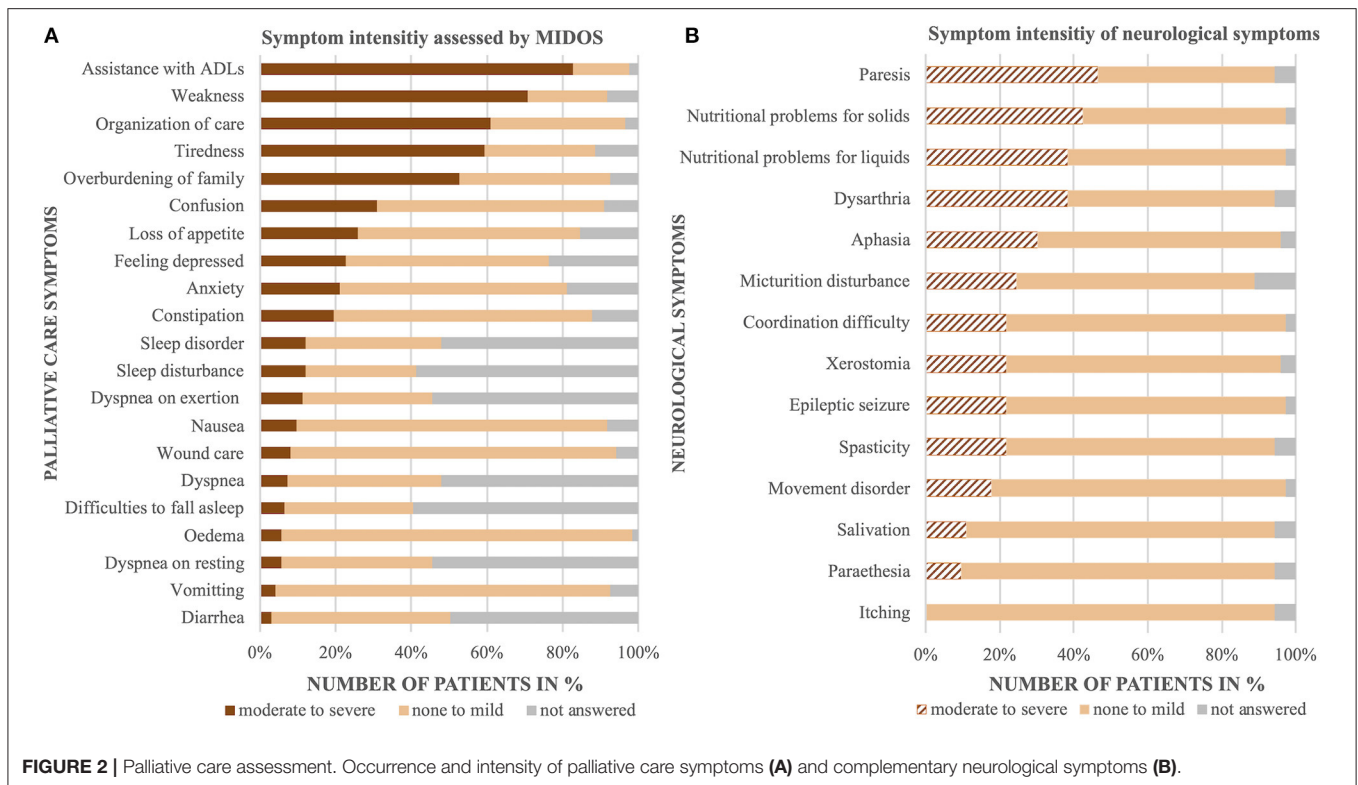 A
Symptom intensitiy assessed by MIDOS
PALLIATIVE CARE SYMPTOMS
Assistance with ADLs
Weakness
Organization of care
Tiredness
Overburdening of family
Confusion
Loss of appetite
Feeling depressed
Anxiety
Constipation
Sleep disorder
Sleep disturbance
Dyspnea on exertion
Nausea
Wound care
Dyspnea
Difficulties to fall asleep
Oedema
Dyspnea on resting
Vomitting
Diarrhea
0% 20% 40% 60% 80% 100%
NUMBER OF PATIENTS IN %
moderate to severe none to mild not answered
B
Symptom intensitiy of neurological symptoms
NEUROLOGICAL SYMPTOMS
Paresis
Nutritional problems for solids
Nutritional problems for liquids
Dysarthria
Aphasia
Micturition disturbance
Coordination difficulty
Xerostomia
Epileptic seizure
Spasticity
Movement disorder
Salivation
Paraethesia
Itching
0% 20% 40% 60% 80% 100%
NUMBER OF PATIENTS IN %
moderate to severe none to mild not answered
FIGURE 2 | Palliative care assessment. Occurrence and intensity of palliative care symptoms (A) and complementary neurological symptoms (B).